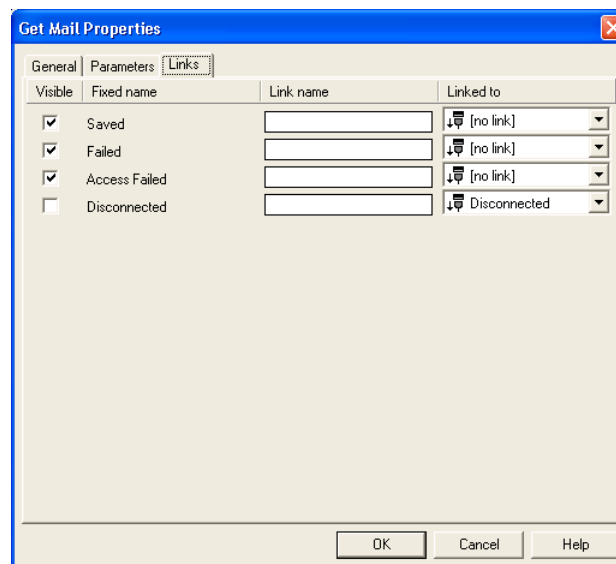 Get Mail Properties
General Parameters Links
Visible Fixed name Link name Linked to
Saved [no link]
Failed [no link]
Access Failed [no link]
Disconnected Disconnected
OK Cancel Help